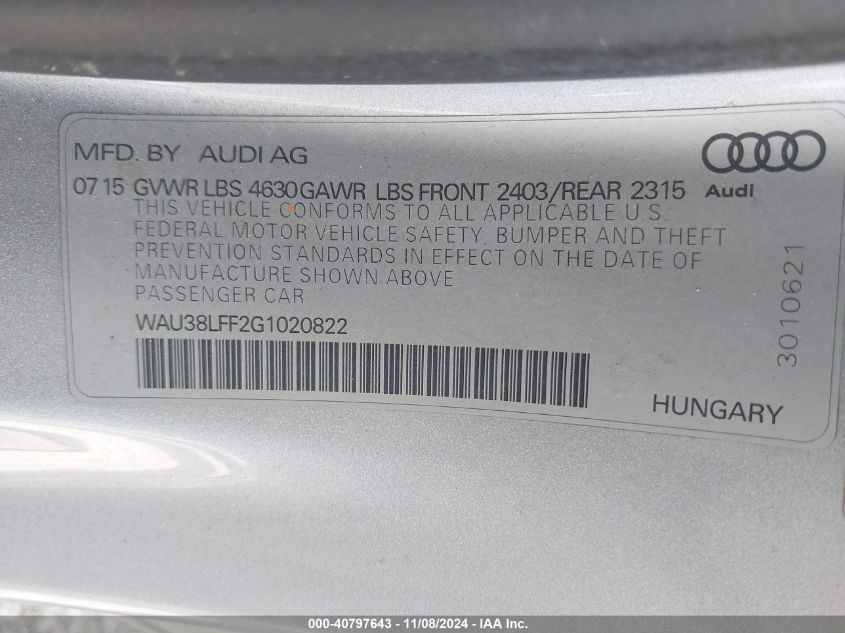 MFD. BY AUDI AG
07 15 GVWR LBS 4630 GAWR LBS FRONT 2403/REAR 2315
Audi
THIS VEHICLE CONFORMS TO ALL APPLICABLE U S
FEDERAL MOTOR VEHICLE SAFETY, BUMPER AND THEFT
PREVENTION STANDARDS IN EFFECT ON THE DATE OF
MANUFACTURE SHOWN ABOVE
PASSENGER CAR
WAU38LFF2G1020822
3010621
HUNGARY
000-40797643 - 11/08/2024 - IAA Inc.